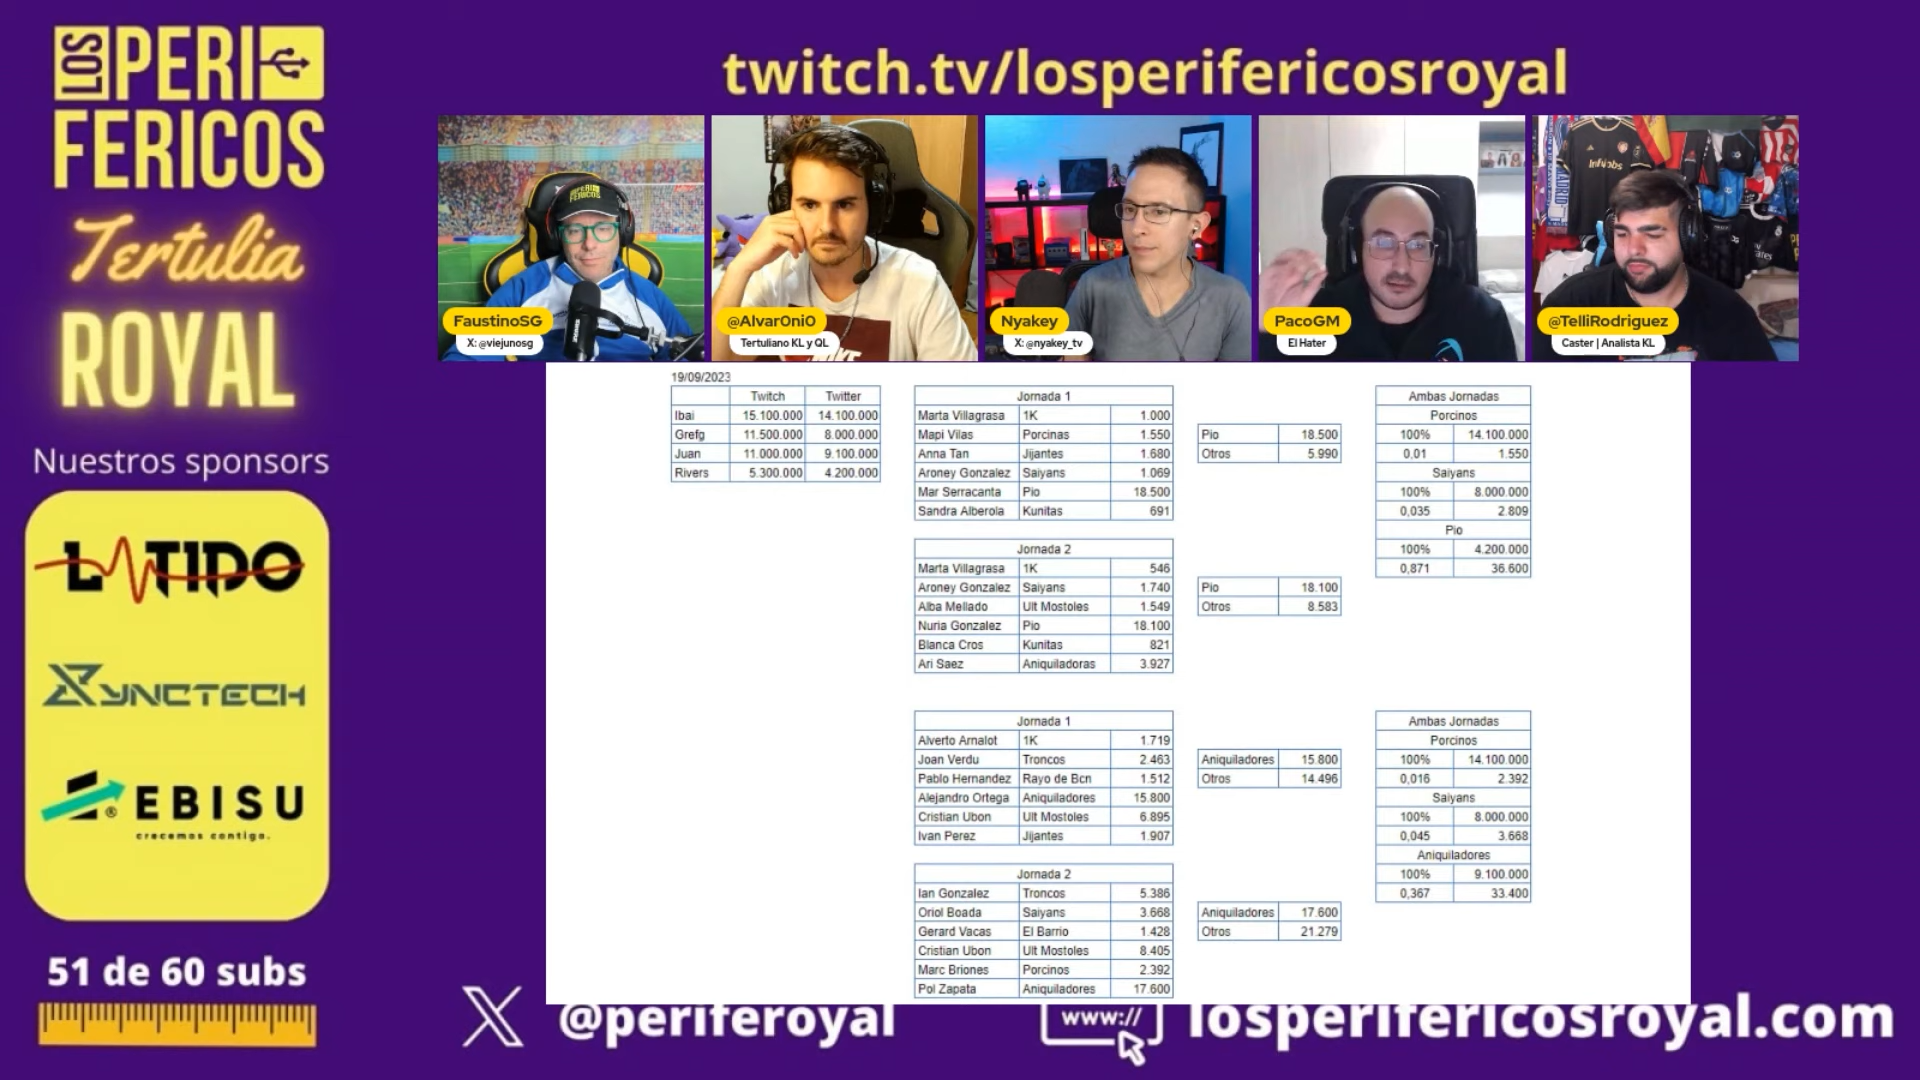 LOS PERI
FERICOS
Tertulia
ROYAL
Nuestros sponsors
LATIDO
XYNCTECH
EBISU
crecemos contigo.
51 de 60 subs
twitch.tv/losperifericosroyal
FaustinoSG
X: @viejunosg
@Alvar0ni0
Tertuliano KL y QL
Nyakey
X: @nyakey_tv
PacoGM
El Hater
@TelliRodriguez
Caster | Analista KL
19/09/2023
Twitch Twitter
Ibai 15.100.000 14.100.000
Grefg 11.500.000 8.000.000
Juan 11.000.000 9.100.000
Rivers 5.300.000 4.200.000
Jornada 1
Marta Villagrasa 1K 1.000
Mapi Vilas Porcinas 1.550
Anna Tan Jijantes 1.680
Aroney Gonzalez Saiyans 1.069
Mar Serracanta Pio 18.500
Sandra Alberola Kunitas 691
Pio 18.500
Otros 5.990
Jornada 2
Marta Villagrasa 1K 546
Aroney Gonzalez Saiyans 1.740
Alba Mellado Ult Mostoles 1.549
Nuria Gonzalez Pio 18.100
Blanca Cros Kunitas 821
Ari Saez Aniquiladoras 3.927
Pio 18.100
Otros 8.583
Ambas Jornadas
Porcinos
100% 14.100.000
0,01 1.550
Saiyans
100% 8.000.000
0,035 2.809
Pio
100% 4.200.000
0,871 36.600
Jornada 1
Alverto Arnalot 1K 1.719
Joan Verdu Troncos 2.463
Pablo Hernandez Rayo de Bcn 1.512
Alejandro Ortega Aniquiladores 15.800
Cristian Ubon Ult Mostoles 6.895
Ivan Perez Jijantes 1.907
Aniquiladores 15.800
Otros 14.496
Jornada 2
Ian Gonzalez Troncos 5.386
Oriol Boada Saiyans 3.668
Gerard Vacas El Barrio 1.428
Cristian Ubon Ult Mostoles 8.405
Marc Briones Porcinos 2.392
Pol Zapata Aniquiladores 17.600
Aniquiladores 17.600
Otros 21.279
Ambas Jornadas
Porcinos
100% 14.100.000
0,016 2.392
Saiyans
100% 8.000.000
0,045 3.668
Aniquiladores
100% 9.100.000
0,367 33.400
@periferoyal
www://
losperifericosroyal.com